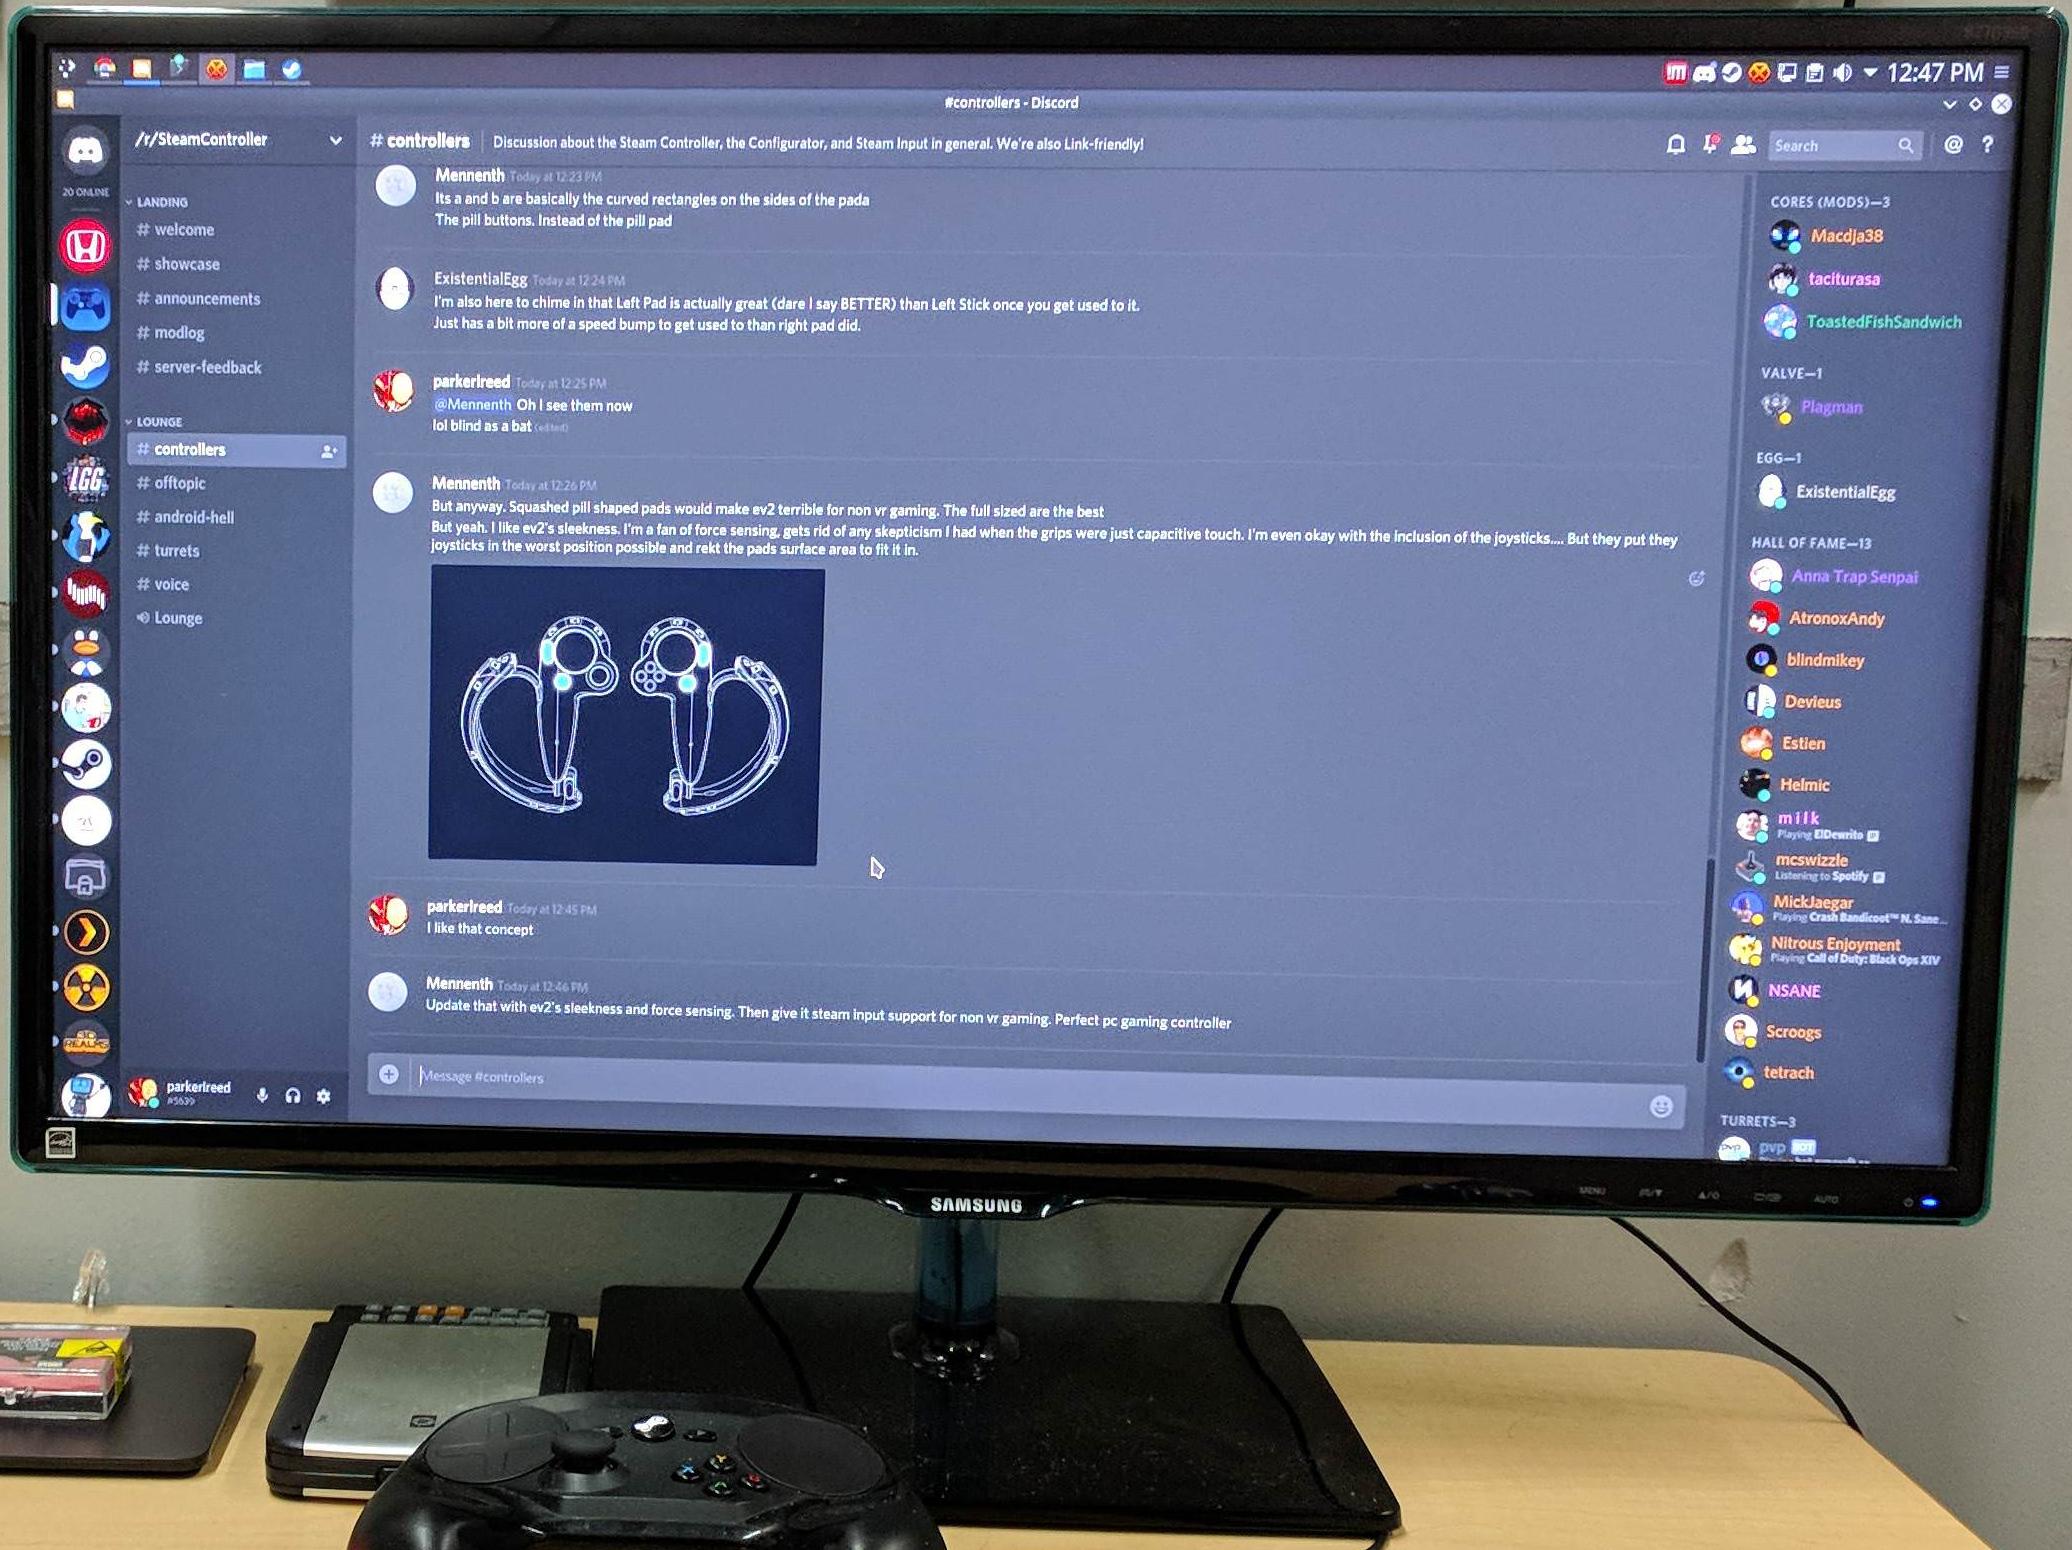 12:47 PM
#controllers - Discord
/r/SteamController
# controllers
Discussion about the Steam Controller, the Configurator, and Steam Input in general. We're also Link-friendly!
Search
@
?
20 ONLINE
LGG
LANDING
# welcome
# showcase
# announcements
# modlog
# server-feedback
LOUNGE
# controllers
# offtopic
# android-hell
# turrets
# voice
Lounge
parkerlreed
#5639
Mennenth Today at 12:23 PM
Its a and b are basically the curved rectangles on the sides of the pada
The pill buttons. Instead of the pill pad
ExistentialEgg Today at 12:24 PM
I'm also here to chime in that Left Pad is actually great (dare I say BETTER) than Left Stick once you get used to it.
Just has a bit more of a speed bump to get used to than right pad did.
parkerlreed Today at 12:25 PM
@Mennenth Oh I see them now
lol blind as a bat (edited)
Mennenth Today at 12:26 PM
But anyway. Squashed pill shaped pads would make ev2 terrible for non vr gaming. The full sized are the best
But yeah. I like ev2's sleekness. I'm a fan of force sensing, gets rid of any skepticism I had when the grips were just capacitive touch. I'm even okay with the inclusion of the joysticks.... But they put they
joysticks in the worst position possible and rekt the pads surface area to fit it in.
parkerlreed Today at 12:45 PM
I like that concept
Mennenth Today at 12:46 PM
Update that with ev2's sleekness and force sensing. Then give it steam input support for non vr gaming. Perfect pc gaming controller
Message #controllers
CORES (MODS)—3
Macdja38
taciturasa
ToastedFishSandwich
VALVE—1
Plagman
EGG—1
ExistentialEgg
HALL OF FAME—13
Anna Trap Senpai
AtronoxAndy
blindmikey
Devieus
Estien
Helmic
milk
Playing ElDewrito
mcswizzle
Listening to Spotify
MickJaegar
Playing Crash Bandicoot™ N. Sane...
Nitrous Enjoyment
Playing Call of Duty: Black Ops XIV
NSANE
Scroogs
tetrach
TURRETS—3
pvp BOT
SAMSUNG
MENU
AUTO